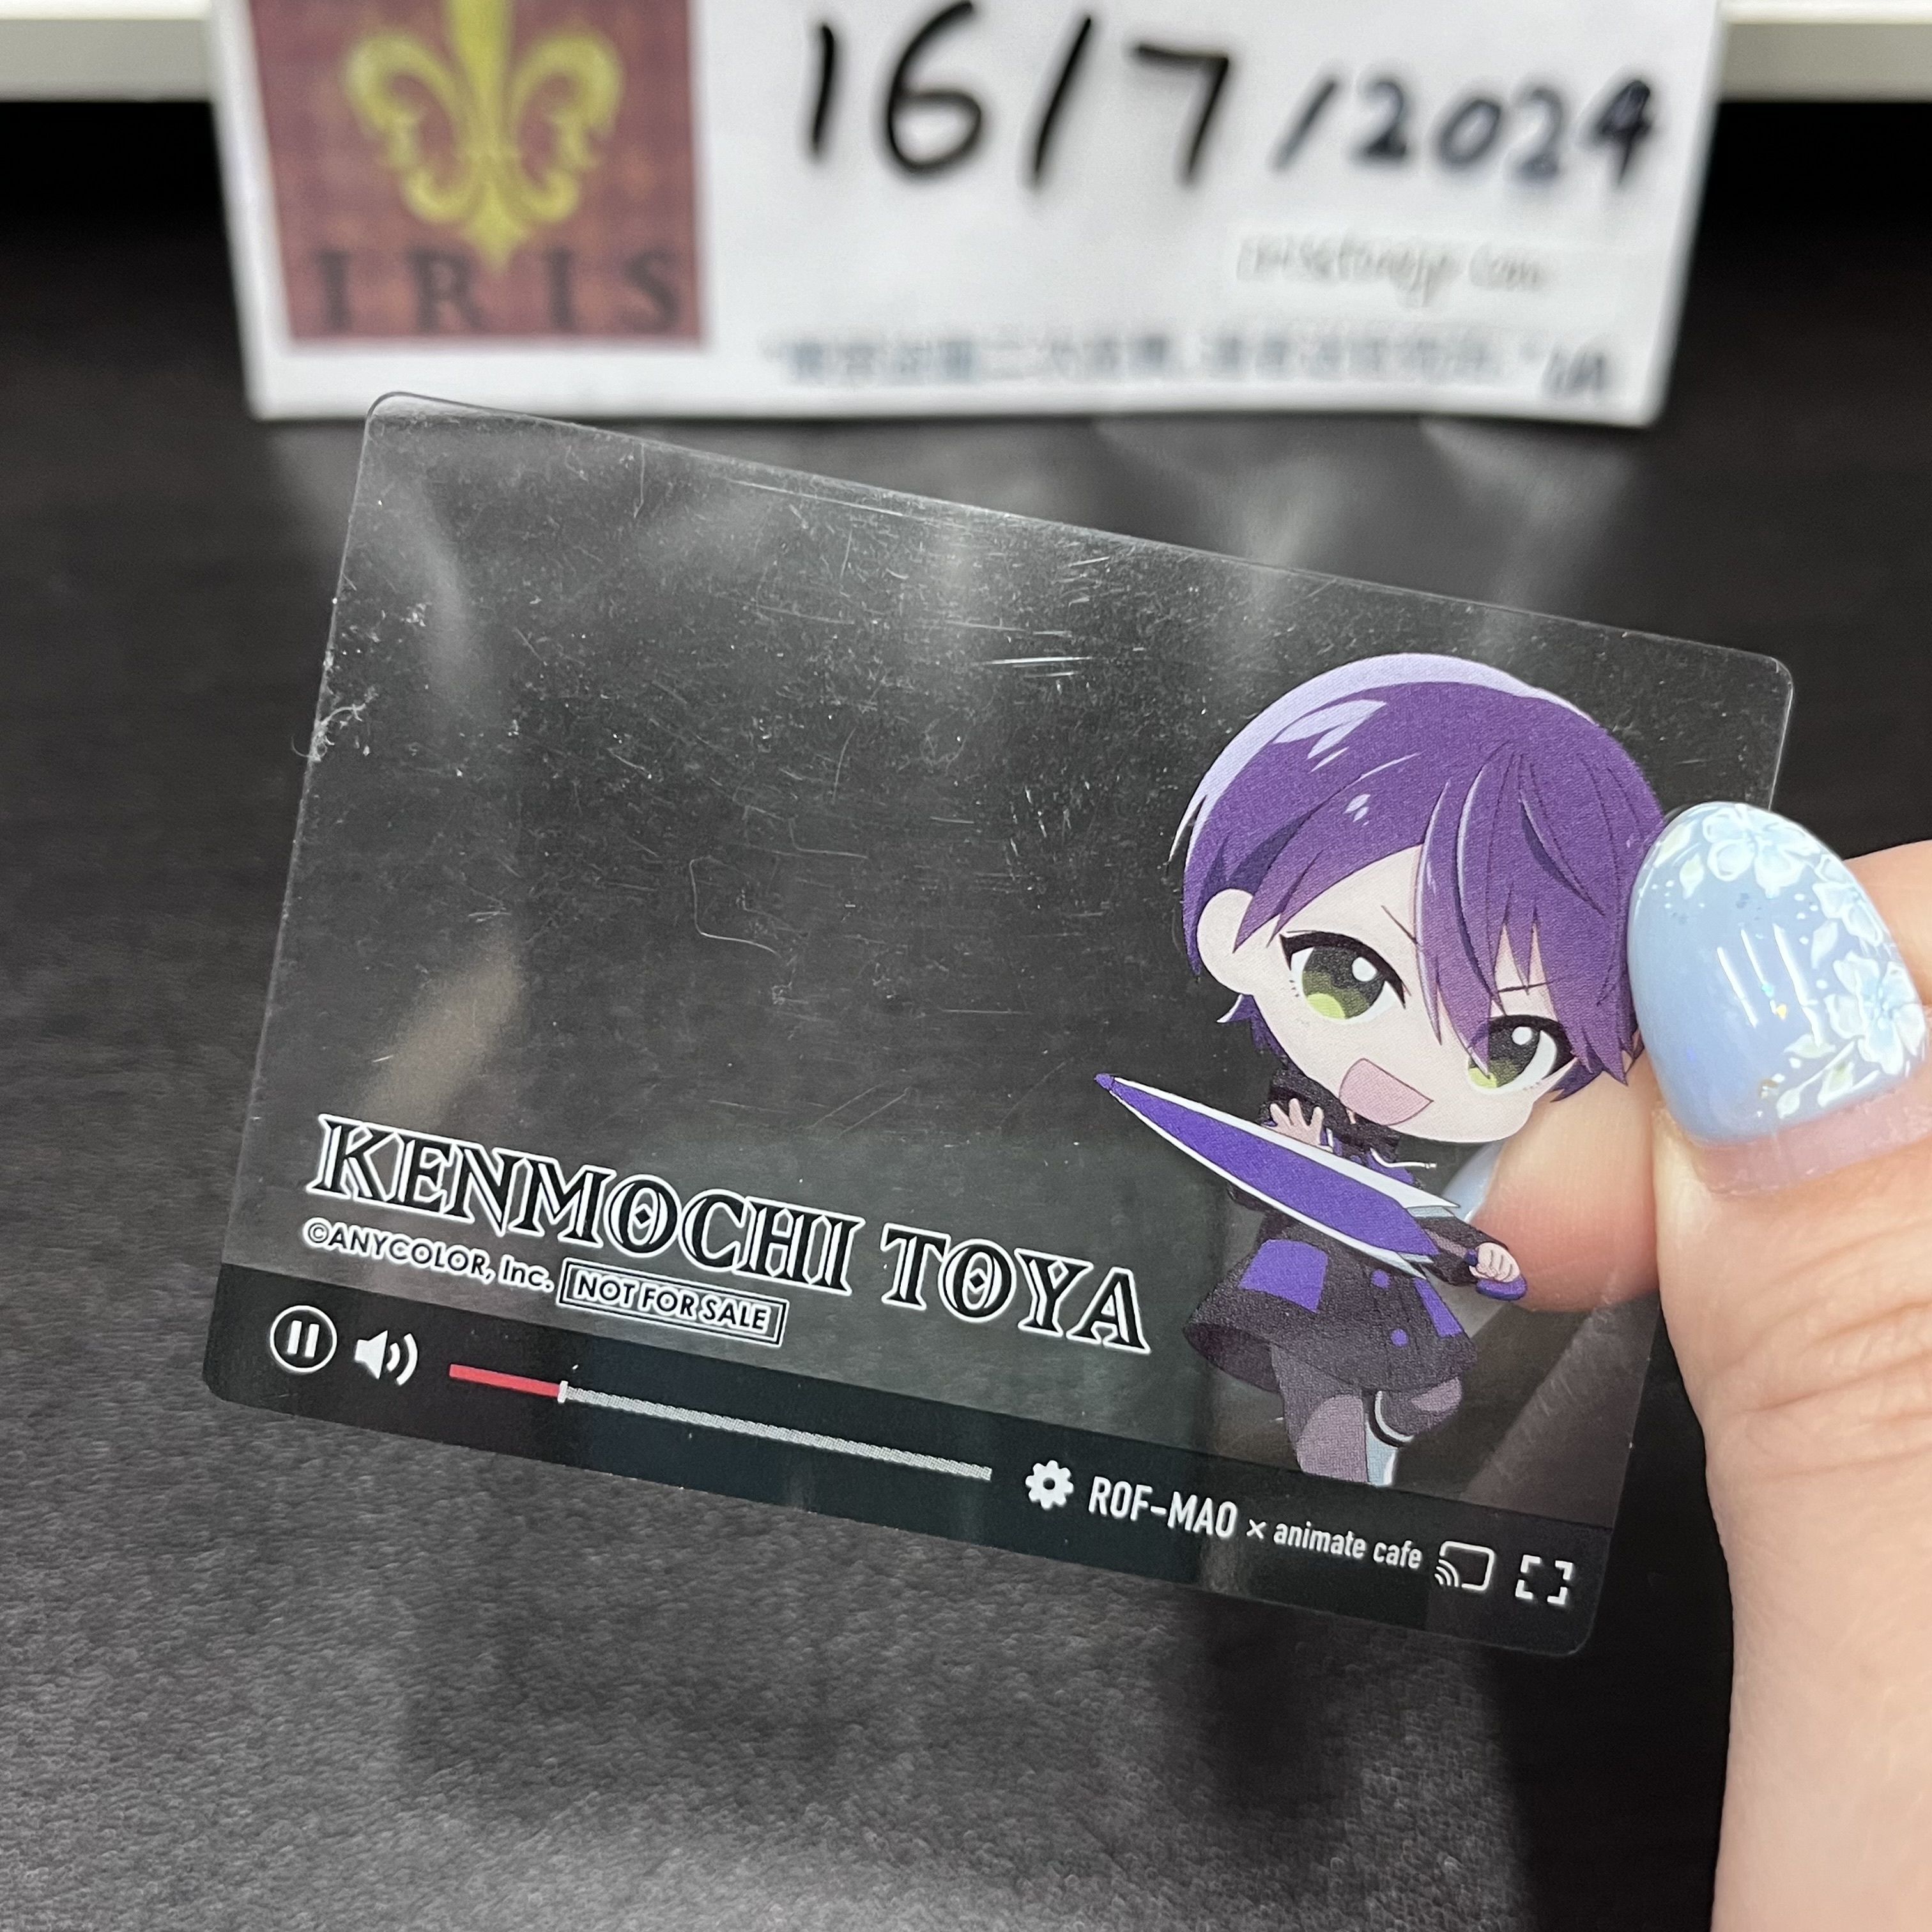 16/7/2024
IRIS
KENMOCHI TOYA
©ANYCOLOR, Inc. NOT FOR SALE
ROF-MAO × animate cafe